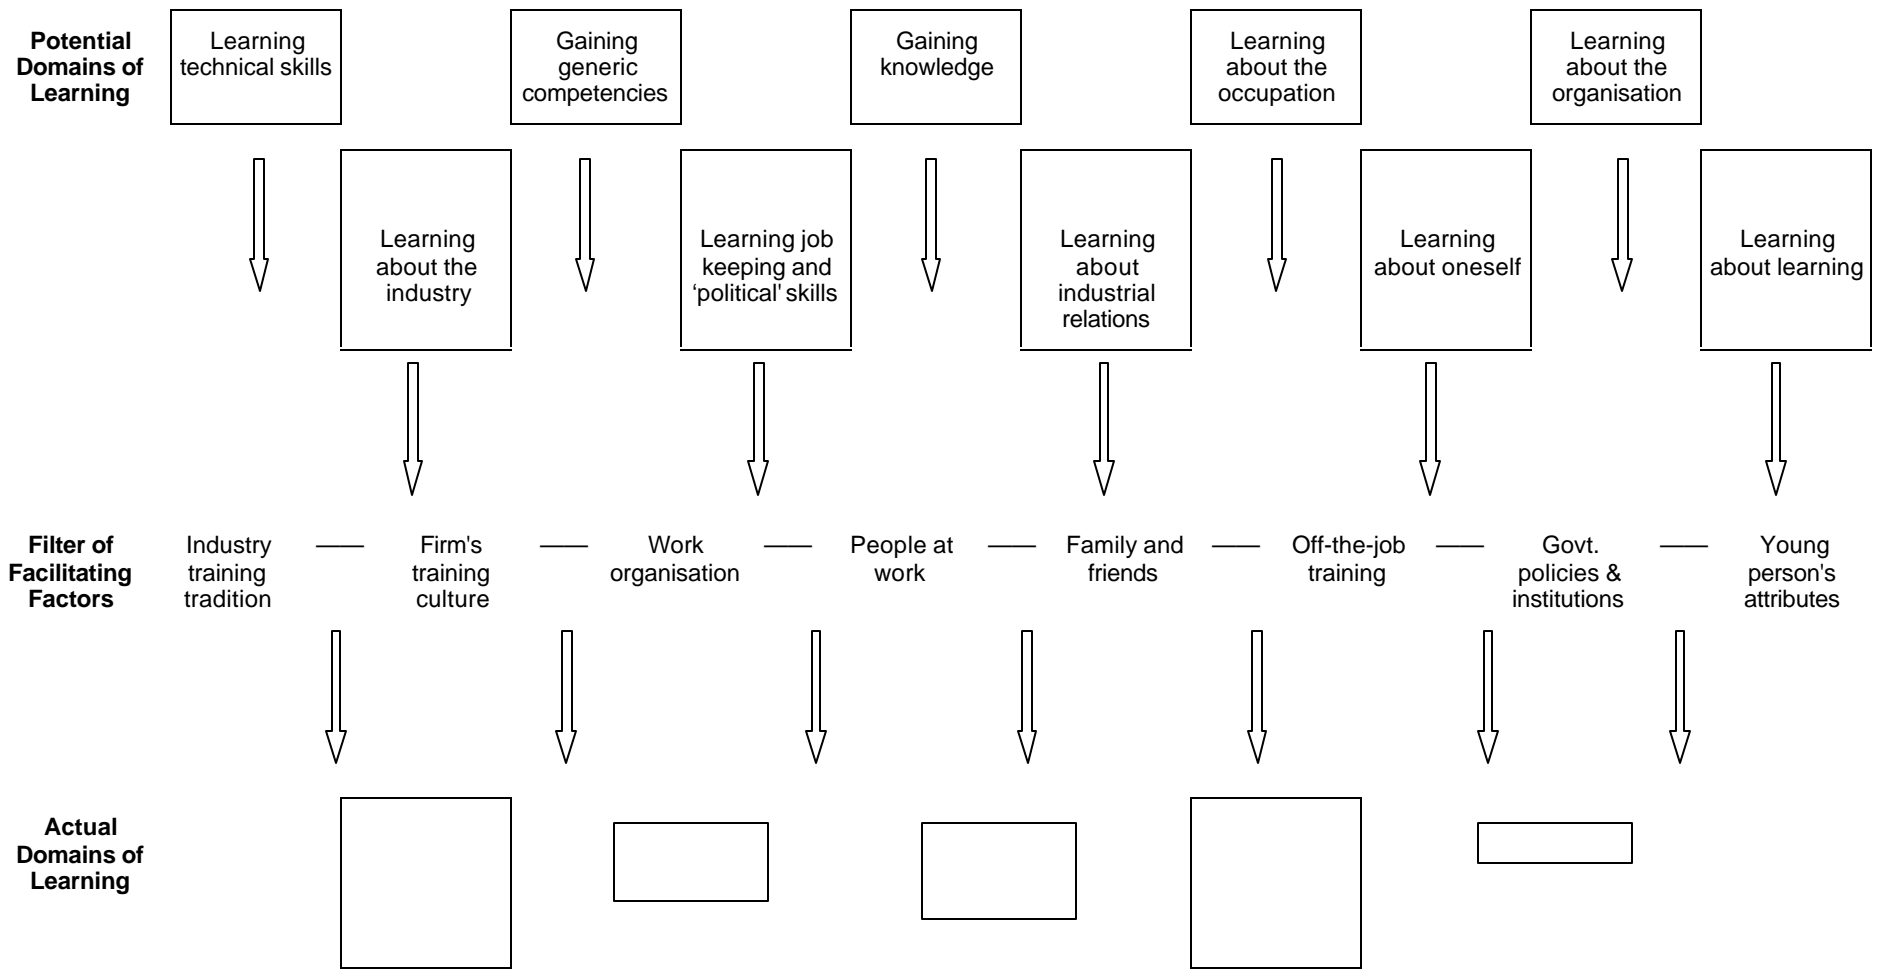 Potential
Domains of
Learning
Learning
technical skills
Gaining
generic
competencies
Gaining
knowledge
Learning
about the
occupation
Learning
about the
organisation
Learning
about the
industry
Learning job
keeping and
‘political' skills
Learning
about
industrial
relations
Learning
about oneself
Learning
about learning
Filter of
Facilitating
Factors
Industry
training
tradition
Firm's
training
culture
Work
organisation
People at
work
Family and
friends
Off-the-job
training
Govt.
policies &
institutions
Young
person's
attributes
Actual
Domains of
Learning